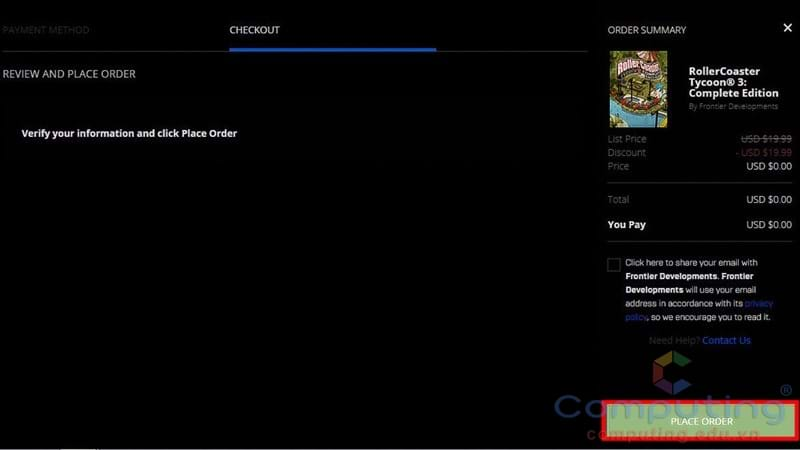 PAYMENT METHOD
CHECKOUT
REVIEW AND PLACE ORDER
Verify your information and click Place Order
ORDER SUMMARY
RollerCoaster
Tycoon® 3:
Complete Edition
By Frontier Developments
List Price USD $19.99
Discount - USD $19.99
Price USD $0.00
Total USD $0.00
You Pay USD $0.00
Click here to share your email with
Frontier Developments. Frontier
Developments will use your email
address in accordance with its privacy
policy, so we encourage you to read it.
Need Help? Contact Us
Computing®
PLACE ORDER
computing.edu.vn